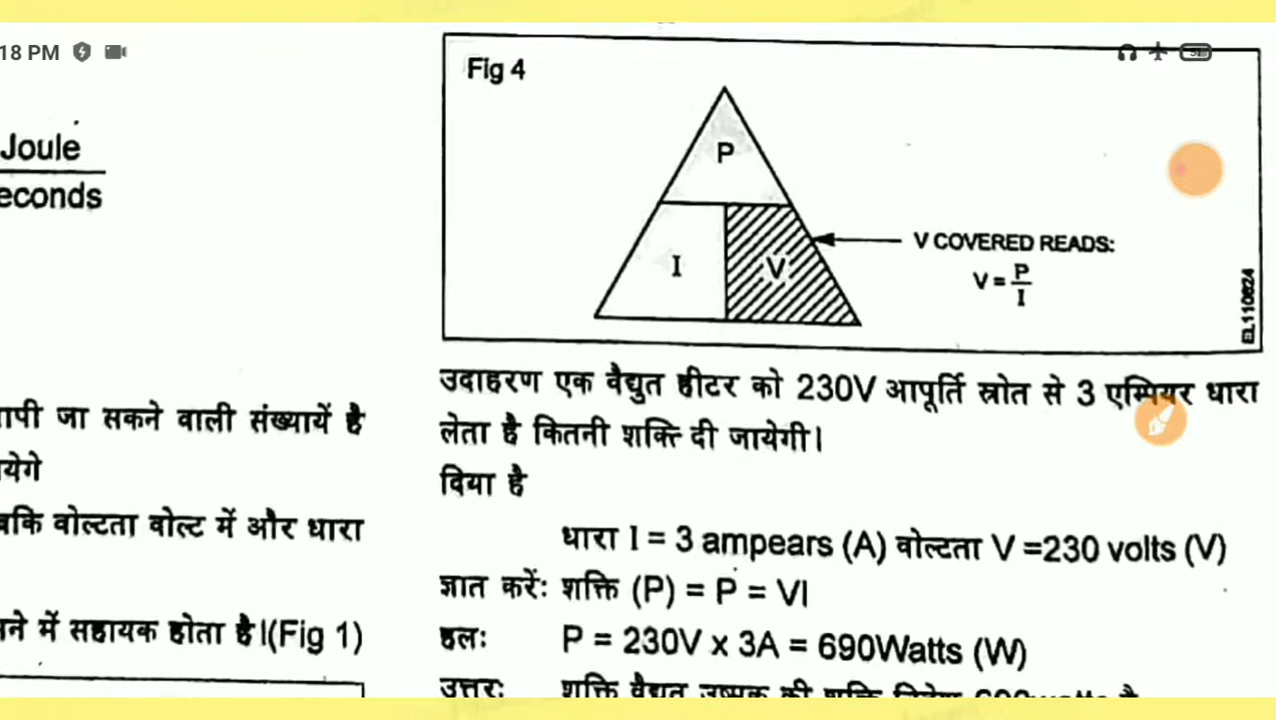 18 PM
Joule
econds
ापी जा सकने वाली संख्यायें है
येगे
बकि वोल्टता वोल्ट में और धारा
ने में सहायक होता है।(Fig 1)
Fig 4
P
I
V
V COVERED READS:
V = P
I
EL110624
उदाहरण एक वैद्युत हीटर को 230V आपूर्ति स्रोत से 3 एम्पियर धारा
लेता है कितनी शक्ति दी जायेगी।
दिया है
धारा I = 3 ampears (A) वोल्टता V =230 volts (V)
ज्ञात करें: शक्ति (P) = P = VI
हल: P = 230V x 3A = 690Watts (W)
उत्तर: शक्ति वैद्युत